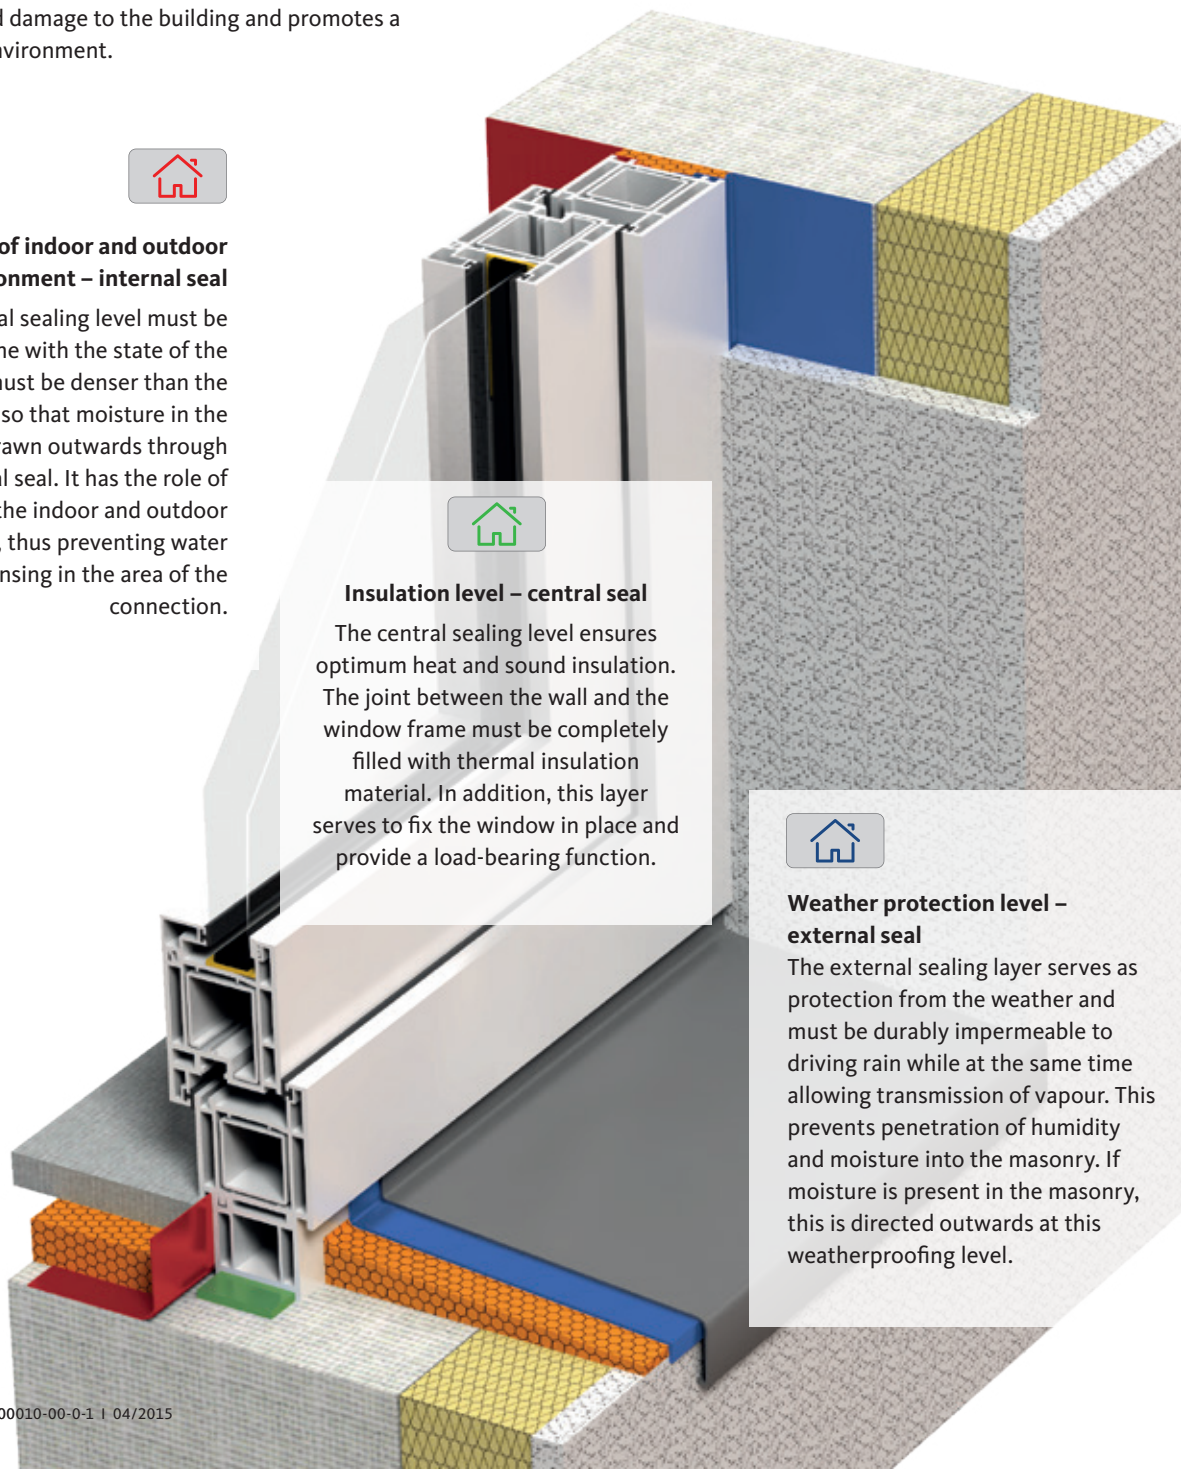 d damage to the building and promotes a
vironment.
of indoor and outdoor
onment – internal seal
al sealing level must be
ne with the state of the
must be denser than the
so that moisture in the
rawn outwards through
al seal. It has the role of
the indoor and outdoor
, thus preventing water
nsing in the area of the
connection.
Insulation level – central seal
The central sealing level ensures
optimum heat and sound insulation.
The joint between the wall and the
window frame must be completely
filled with thermal insulation
material. In addition, this layer
serves to fix the window in place and
provide a load-bearing function.
Weather protection level –
external seal
The external sealing layer serves as
protection from the weather and
must be durably impermeable to
driving rain while at the same time
allowing transmission of vapour. This
prevents penetration of humidity
and moisture into the masonry. If
moisture is present in the masonry,
this is directed outwards at this
weatherproofing level.
00010-00-0-1 I 04/2015